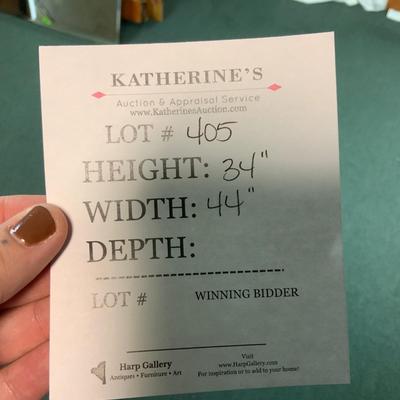 KATHERINE'S
Auction & Appraisal Service
www.KatherinesAuction.com
LOT # 405
HEIGHT: 34"
WIDTH: 44"
DEPTH:
LOT # WINNING BIDDER
Harp Gallery
Antiques • Furniture • Art
Visit
www.HarpGallery.com
For inspiration or to add to your home!